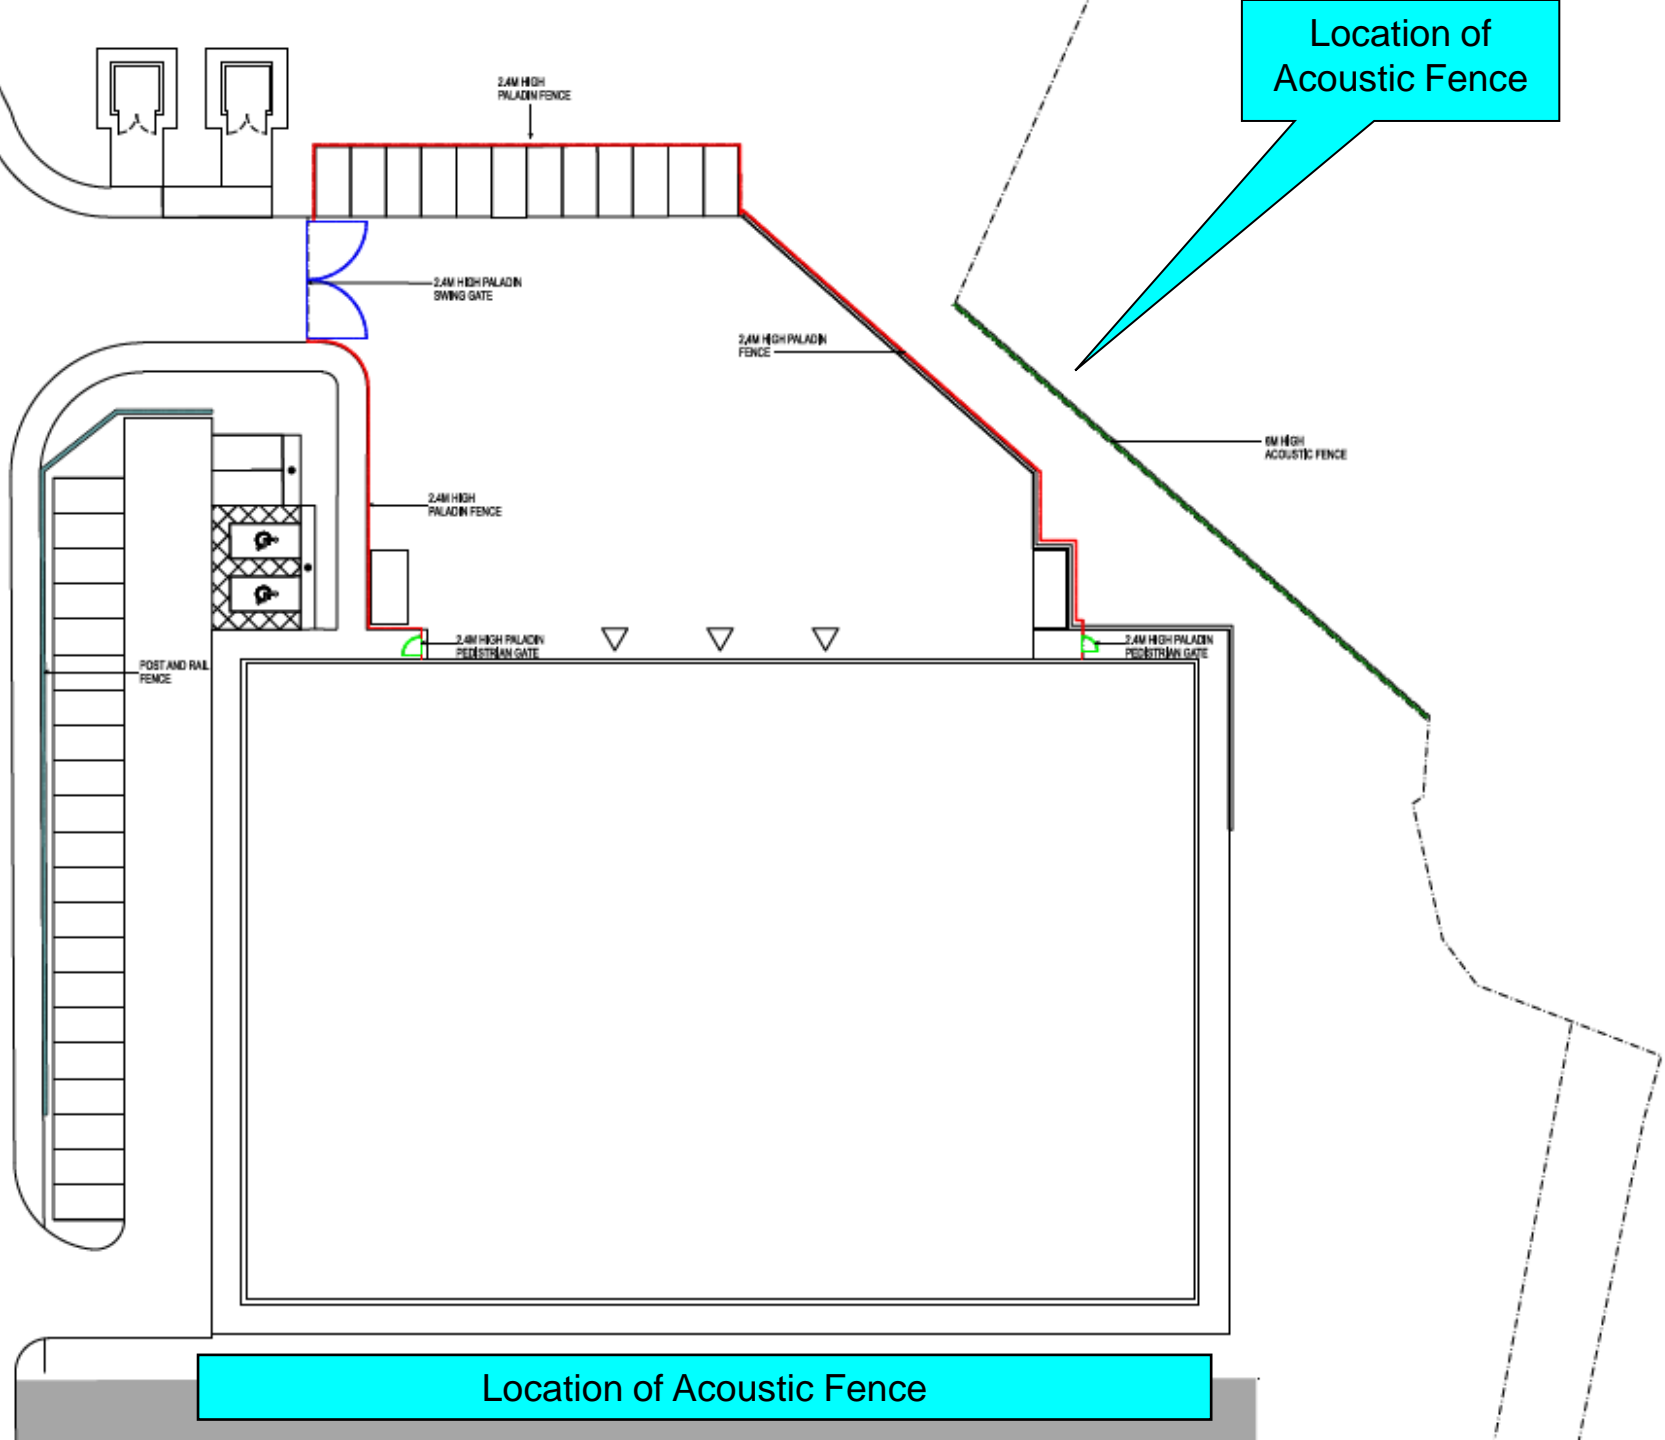 Location of
Acoustic Fence
2.4M HIGH
PALADIN FENCE
2.4M HIGH PALADIN
SWING GATE
2.4M HIGH PALADIN
FENCE
6M HIGH
ACOUSTIC FENCE
2.4M HIGH
PALADIN FENCE
2.4M HIGH PALADIN
PEDISTRIAN GATE
2.4M HIGH PALADIN
PEDISTRIAN GATE
POST AND RAIL
FENCE
Location of Acoustic Fence